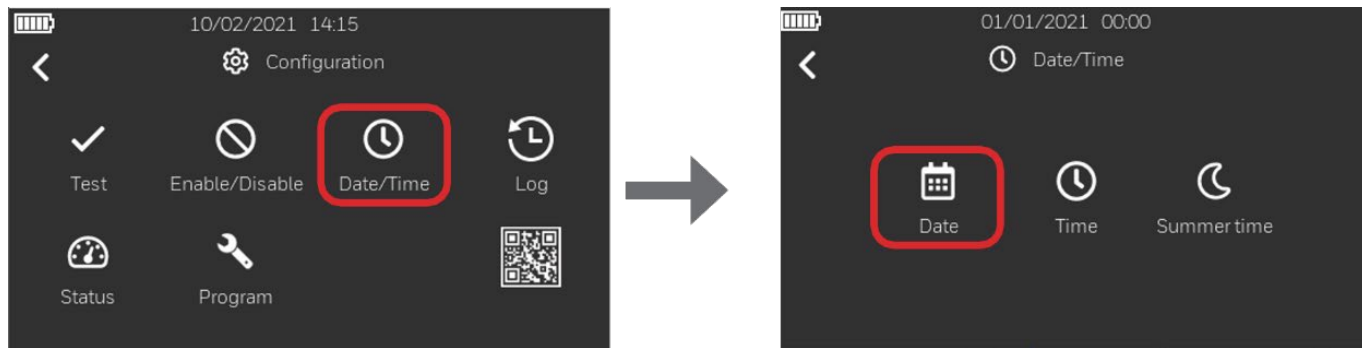 10/02/2021 14:15
Configuration
Test Enable/Disable Date/Time Log
Status Program
01/01/2021 00:00
Date/Time
Date Time Summer time